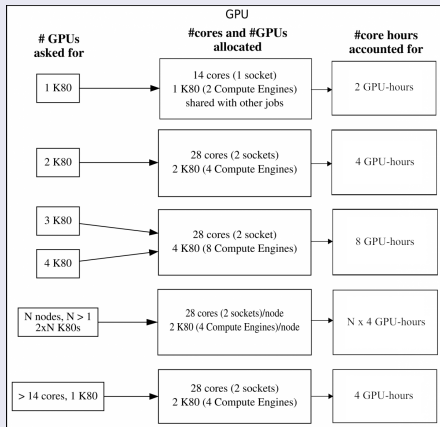 GPU
# GPUs
asked for
#cores and #GPUs
allocated
#core hours
accounted for
1 K80
14 cores (1 socket)
1 K80 (2 Compute Engines)
shared with other jobs
2 GPU-hours
2 K80
28 cores (2 sockets)
2 K80 (4 Compute Engines)
4 GPU-hours
3 K80
4 K80
28 cores (2 socket)
4 K80 (8 Compute Engines)
8 GPU-hours
N nodes, N > 1
2xN K80s
28 cores (2 sockets)/node
2 K80 (4 Compute Engines)/node
N x 4 GPU-hours
> 14 cores, 1 K80
28 cores (2 sockets)
2 K80 (4 Compute Engines)
4 GPU-hours